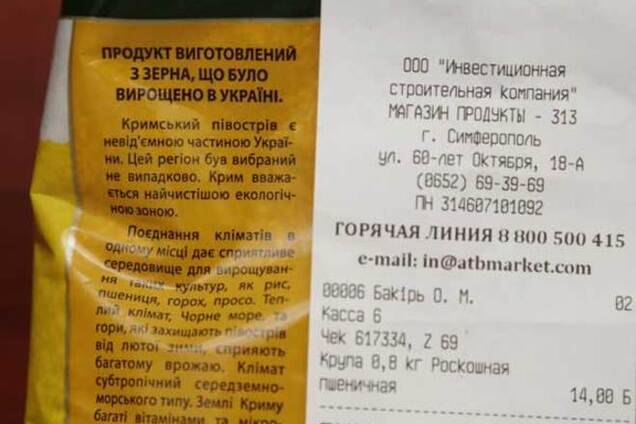 ПРОДУКТ ВИГОТОВЛЕНИЙ
З ЗЕРНА, ЩО БУЛО
ВИРОЩЕНО В УКРАЇНІ.
Кримський півострів є
невід'ємною частиною Украї-
ни. Цей регіон був вибраний
не випадково. Крим вважа-
ється найчистішою екологіч-
ною зоною.
Поєднання кліматів в
одному місці дає сприятливе
середовище для вирощуван-
ня таких культур, як рис,
пшениця, горох, просо. Теп-
лий клімат, Чорне море, та
гори, які захищають півострів
від лютої зими, сприяють
багатому врожаю. Клімат
субтропічний середземно-
морського типу. Землі Криму
багаті вітамінами та мікро-
ООО "Инвестиционная
строительная компания"
МАГАЗИН ПРОДУКТЫ - 313
г. Симферополь
ул. 60-лет Октября, 18-А
(0652) 69-39-69
ПН 314607101092
ГОРЯЧАЯ ЛИНИЯ 8 800 500 415
e-mail: in@atbmarket.com
00006 Бакірь О. М. 02
Касса 6
Чек 617334, Z 69
Крупа 0,8 кг Роскошная
пшеничная
14,00 Б